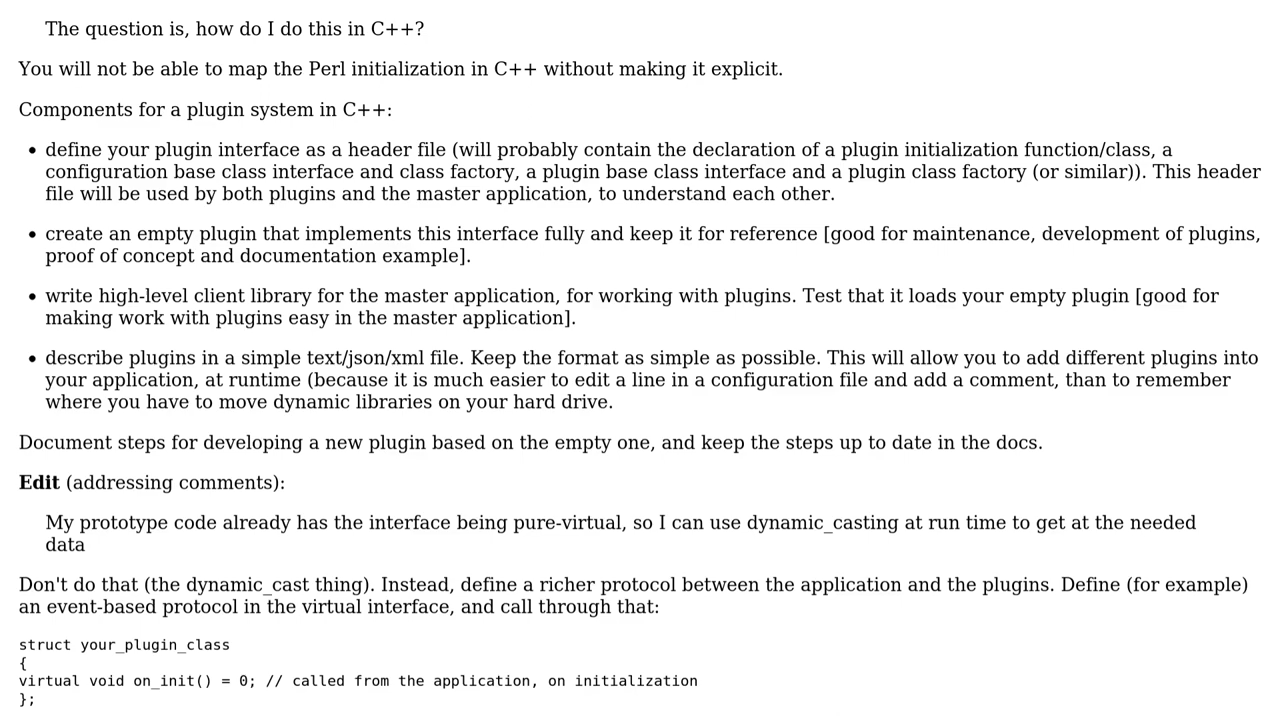 The question is, how do I do this in C++?
You will not be able to map the Perl initialization in C++ without making it explicit.
Components for a plugin system in C++:
• define your plugin interface as a header file (will probably contain the declaration of a plugin initialization function/class, a
configuration base class interface and class factory, a plugin base class interface and a plugin class factory (or similar)). This header
file will be used by both plugins and the master application, to understand each other.
• create an empty plugin that implements this interface fully and keep it for reference [good for maintenance, development of plugins,
proof of concept and documentation example].
• write high-level client library for the master application, for working with plugins. Test that it loads your empty plugin [good for
making work with plugins easy in the master application].
• describe plugins in a simple text/json/xml file. Keep the format as simple as possible. This will allow you to add different plugins into
your application, at runtime (because it is much easier to edit a line in a configuration file and add a comment, than to remember
where you have to move dynamic libraries on your hard drive.
Document steps for developing a new plugin based on the empty one, and keep the steps up to date in the docs.
Edit (addressing comments):
My prototype code already has the interface being pure-virtual, so I can use dynamic_casting at run time to get at the needed
data
Don't do that (the dynamic_cast thing). Instead, define a richer protocol between the application and the plugins. Define (for example)
an event-based protocol in the virtual interface, and call through that:
struct your_plugin_class
{
virtual void on_init() = 0; // called from the application, on initialization
};